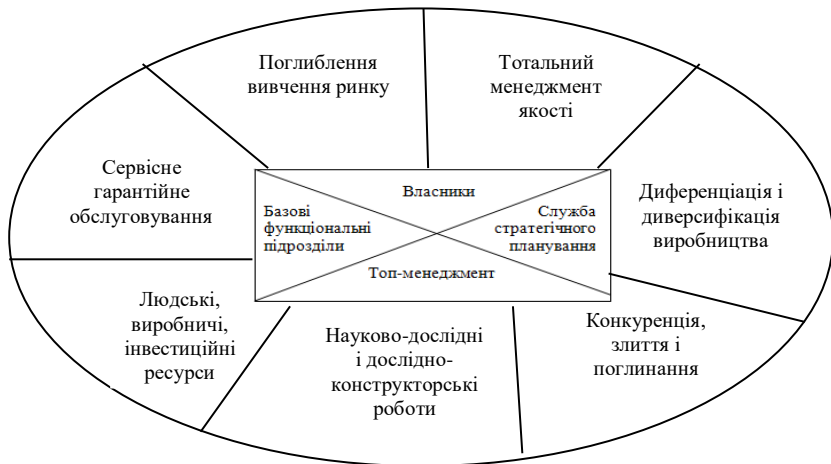 Поглиблення
вивчення ринку
Тотальний
менеджмент
якості
Сервісне
гарантійне
обслуговування
Власники
Базові
функціональні
підрозділи
Служба
стратегічного
планування
Топ-менеджмент
Диференціація і
диверсифікація
виробництва
Людські,
виробничі,
інвестиційні
ресурси
Науково-дослідні
і дослідно-
конструкторські
роботи
Конкуренція,
злиття і
поглинання